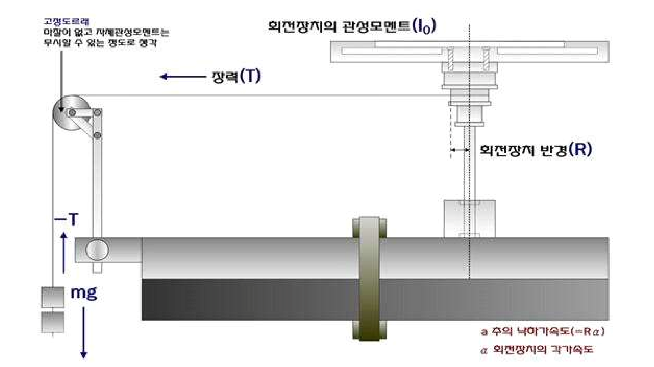 고정도르래
마찰이 없고 자체관성모멘트는
무시할 수 있는 정도로 생각
회전장치의 관성모멘트(I₀)
장력(T)
회전장치 반경(R)
−T
mg
a 추의 낙하가속도(=Rα)
α 회전장치의 각가속도